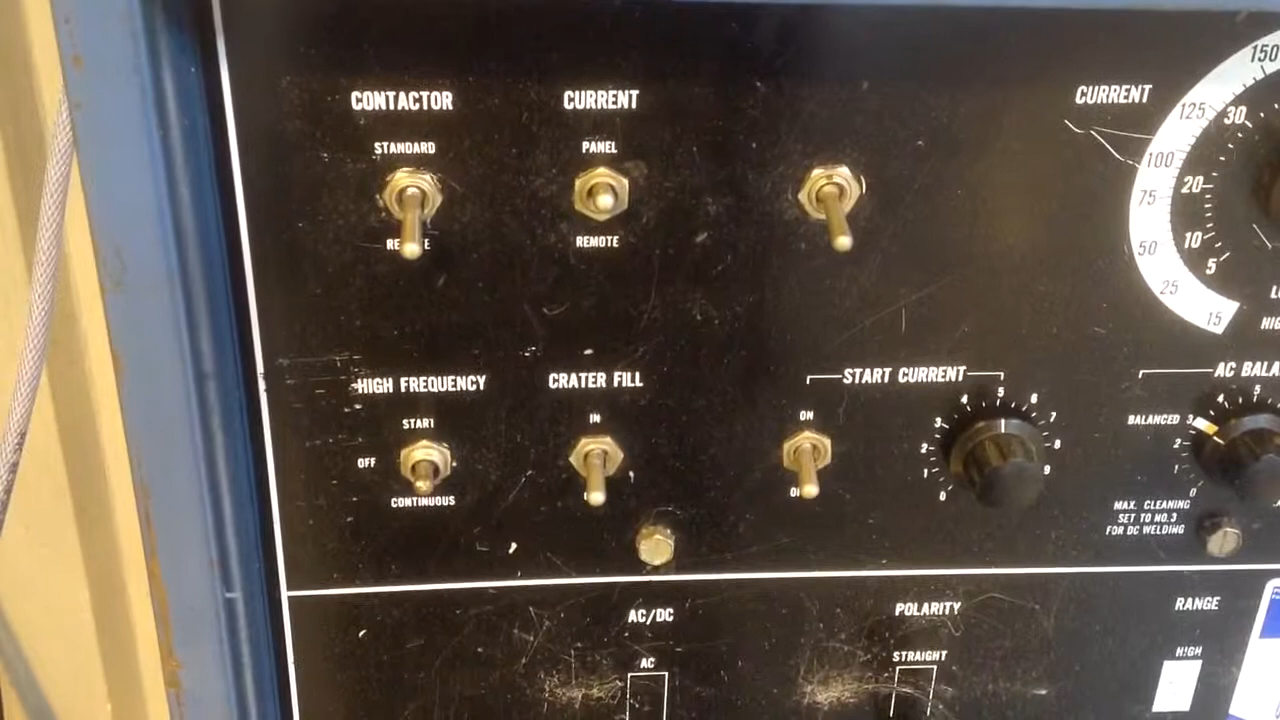 CONTACTOR
STANDARD
CURRENT
PANEL
REMOTE
CURRENT
150
125
100
75
50
25
15
30
20
10
5
HIGH FREQUENCY
START
OFF
CONTINUOUS
CRATER FILL
IN
START CURRENT
ON
0 1 2 3 4 5 6 7 8 9
AC
BALANCED
0 1 2 3 4 5
MAX. CLEANING
SET TO NO.3
FOR DC WELDING
AC/DC
AC
POLARITY
STRAIGHT
RANGE
HIGH